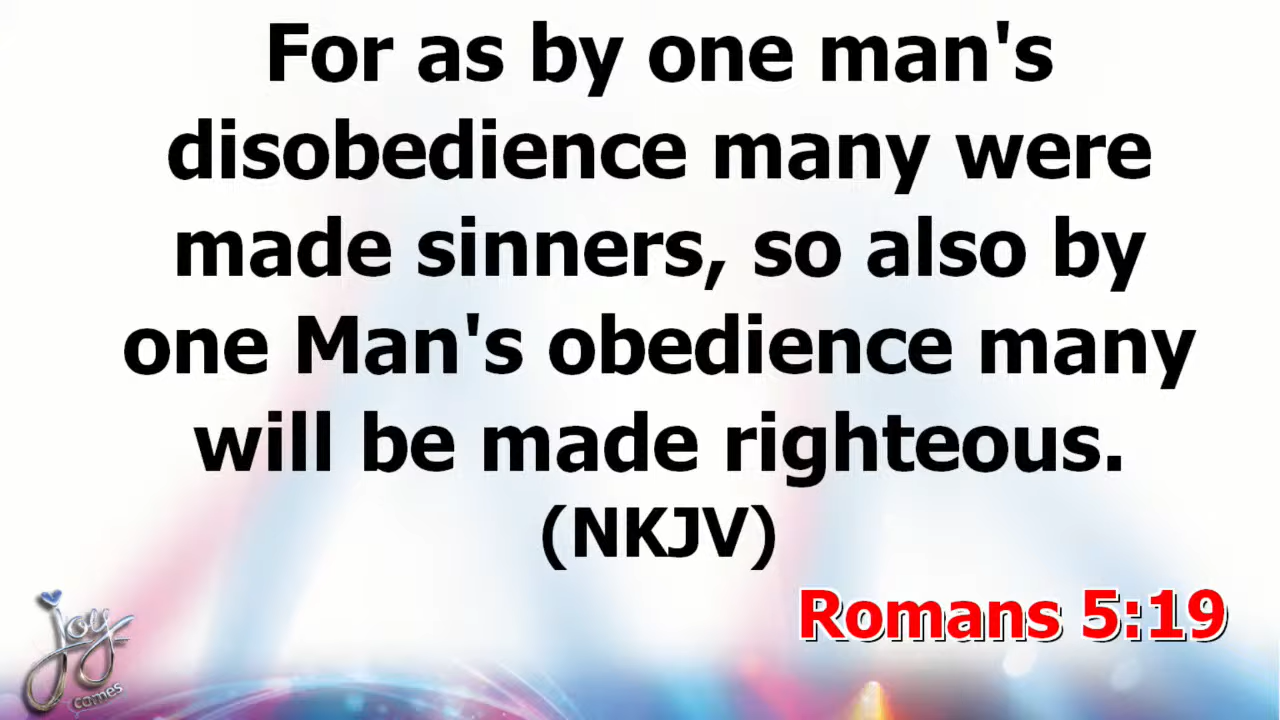 For as by one man's
disobedience many were
made sinners, so also by
one Man's obedience many
will be made righteous.
(NKJV)
Romans 5:19
joy
comes